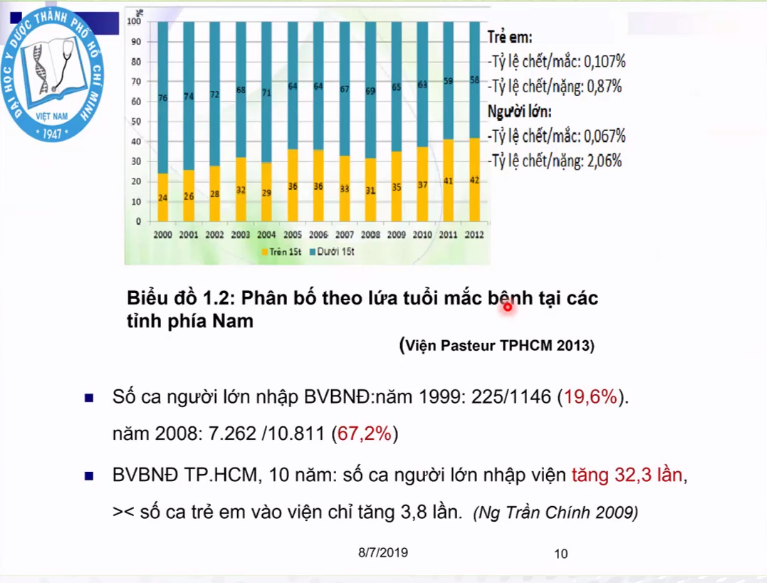 ĐẠI HỌC Y DƯỢC THÀNH PHỐ HỒ CHÍ MINH
VIỆT NAM
1947
%
100
90
80
70
60
50
40
30
20
10
0
76 74 72 68 71 64 64 67 69 65 63 59 58
24 26 28 32 29 36 36 33 31 35 37 41 42
2000 2001 2002 2003 2004 2005 2006 2007 2008 2009 2010 2011 2012
Trên 15t Dưới 15t
Trẻ em:
-Tỷ lệ chết/mắc: 0,107%
-Tỷ lệ chết/nặng: 0,87%
Người lớn:
-Tỷ lệ chết/mắc: 0,067%
-Tỷ lệ chết/nặng: 2,06%
Biểu đồ 1.2: Phân bố theo lứa tuổi mắc bệnh tại các
tỉnh phía Nam
(Viện Pasteur TPHCM 2013)
Số ca người lớn nhập BVBNĐ:năm 1999: 225/1146 (19,6%).
năm 2008: 7.262 /10.811 (67,2%)
BVBNĐ TP.HCM, 10 năm: số ca người lớn nhập viện tăng 32,3 lần,
>< số ca trẻ em vào viện chỉ tăng 3,8 lần. (Ng Trần Chính 2009)
8/7/2019
10